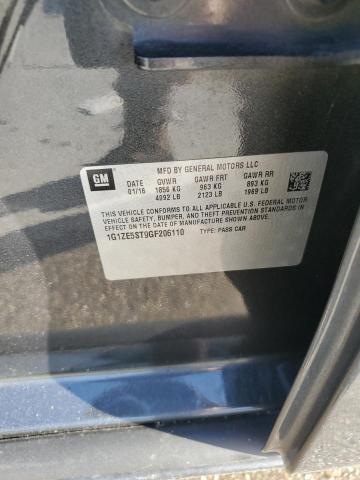 GM
MFD BY GENERAL MOTORS LLC
DATE GVWR GAWR FRT GAWR RR
01/16 1856 KG 963 KG 893 KG
4092 LB 2123 LB 1969 LB
THIS VEHICLE CONFORMS TO ALL APPLICABLE U.S. FEDERAL MOTOR
VEHICLE SAFETY, BUMPER, AND THEFT PREVENTION STANDARDS IN
EFFECT ON THE DATE OF MANUFACTURE SHOWN ABOVE.
1G1ZE5ST9GF206110 TYPE: PASS CAR